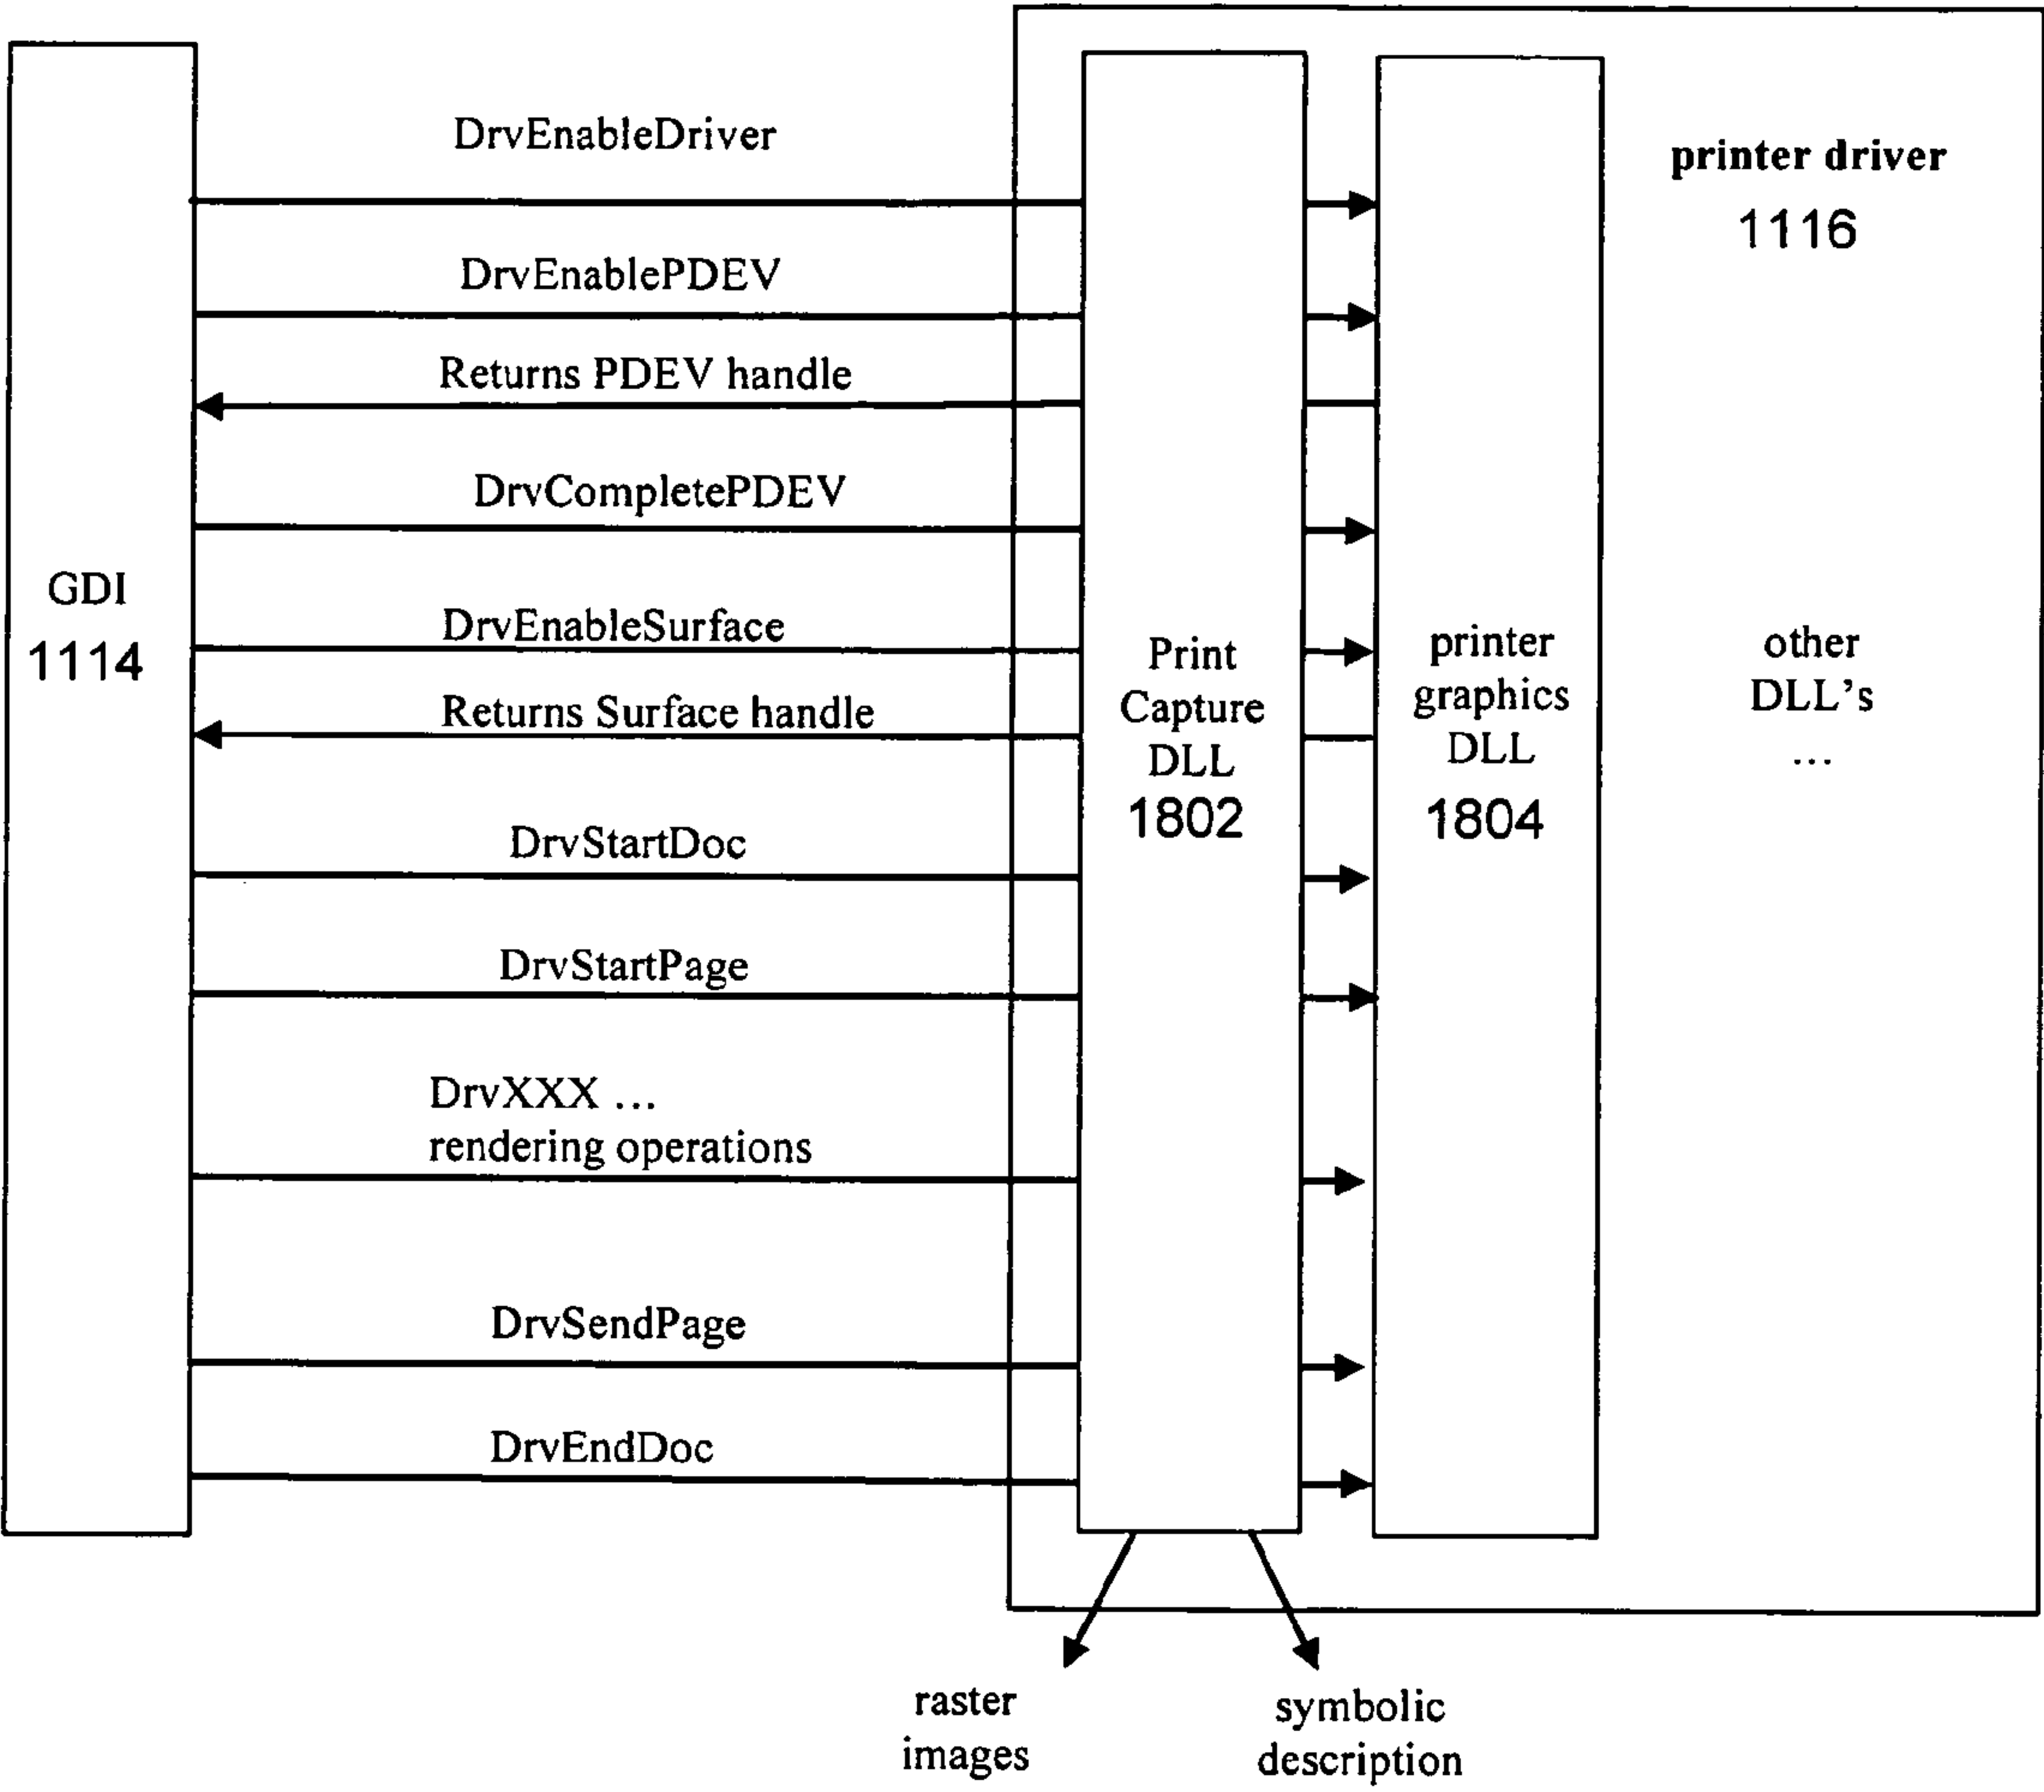 DrvEnableDriver
DrvEnablePDEV
Returns PDEV handle
DrvCompletePDEV
DrvEnableSurface
Returns Surface handle
DrvStartDoc
DrvStartPage
DrvXXX ...
rendering operations
DrvSendPage
DrvEndDoc
GDI
1114
Print
Capture
DLL
1802
printer
graphics
DLL
1804
printer driver
1116
other
DLL's
...
raster
images
symbolic
description